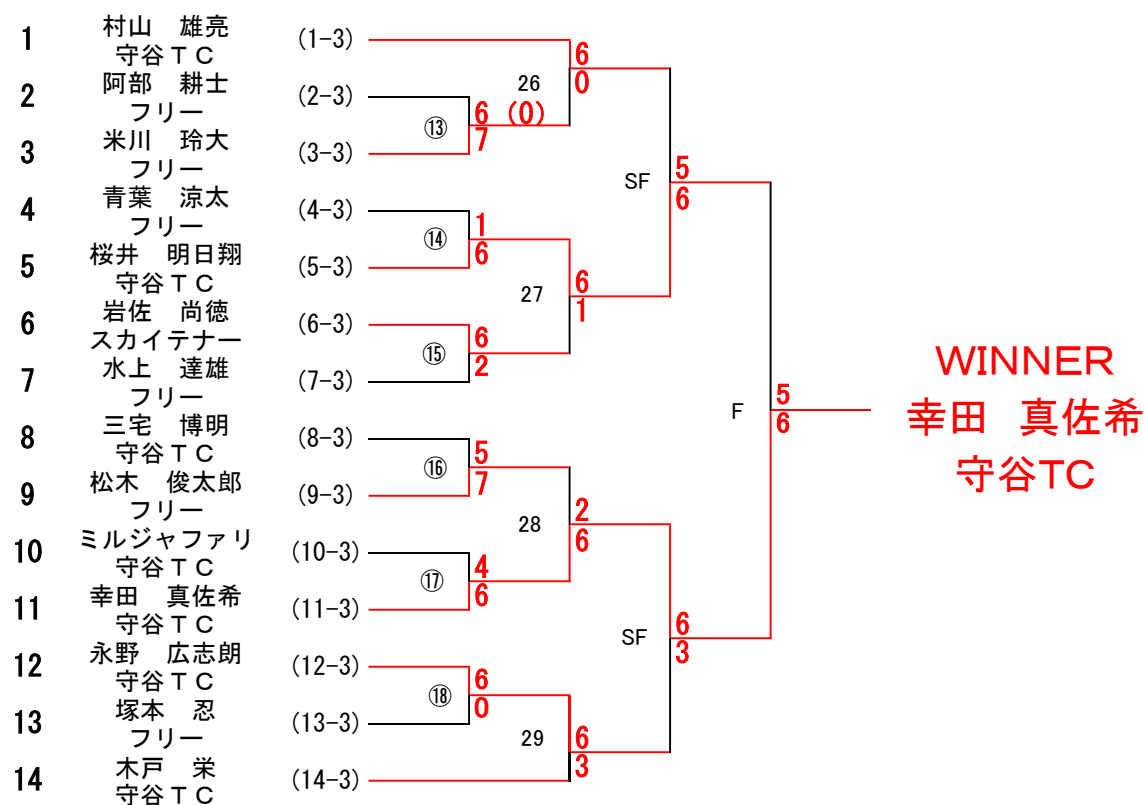 1 村山 雄亮 (1-3)
守谷ＴＣ
2 阿部 耕士 (2-3)
フリー
3 米川 玲大 (3-3)
フリー
4 青葉 涼太 (4-3)
フリー
5 桜井 明日翔 (5-3)
守谷ＴＣ
6 岩佐 尚徳 (6-3)
スカイテナー
7 水上 達雄 (7-3)
フリー
8 三宅 博明 (8-3)
守谷ＴＣ
9 松木 俊太郎 (9-3)
フリー
10 ミルジャファリ (10-3)
守谷ＴＣ
11 幸田 真佐希 (11-3)
守谷ＴＣ
12 永野 広志朗 (12-3)
守谷ＴＣ
13 塚本 忍 (13-3)
フリー
14 木戸 栄 (14-3)
守谷ＴＣ
⑬
6
7
⑭
1
6
⑮
6
2
⑯
5
7
⑰
4
6
⑱
6
0
26
(0)
6
0
27
6
1
28
2
6
29
6
3
SF
5
6
SF
6
3
F
5
6
WINNER
幸田 真佐希
守谷TC